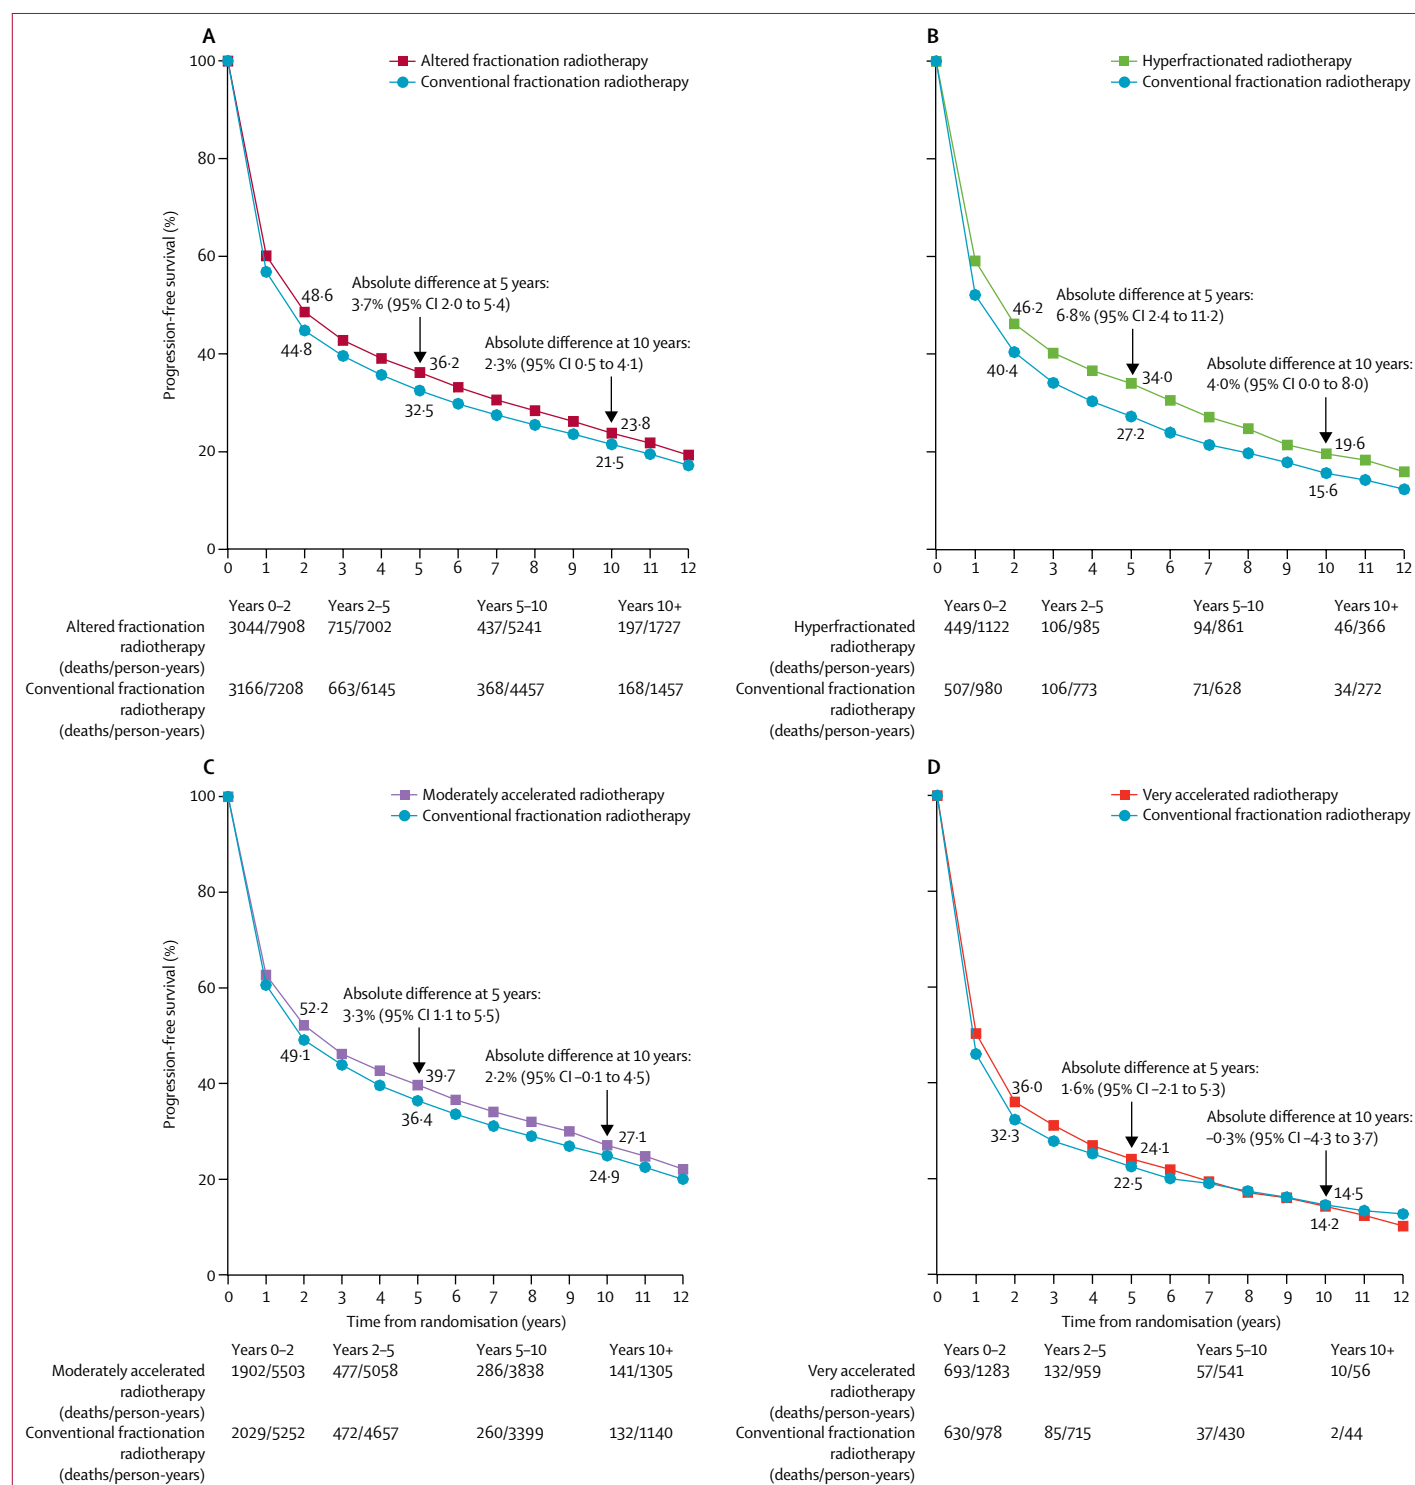 A
Altered fractionation radiotherapy
Conventional fractionation radiotherapy
Progression-free survival (%)
100
80
60
40
20
0
48·6
44·8
Absolute difference at 5 years:
3·7% (95% CI 2·0 to 5·4)
36·2
32·5
Absolute difference at 10 years:
2·3% (95% CI 0·5 to 4·1)
23·8
21·5
0 1 2 3 4 5 6 7 8 9 10 11 12
Years 0–2 Years 2–5 Years 5–10 Years 10+
Altered fractionation 3044/7908 715/7002 437/5241 197/1727
radiotherapy
(deaths/person-years)
Conventional fractionation 3166/7208 663/6145 368/4457 168/1457
radiotherapy
(deaths/person-years)
B
Hyperfractionated radiotherapy
Conventional fractionation radiotherapy
46·2
40·4
Absolute difference at 5 years:
6·8% (95% CI 2·4 to 11·2)
34·0
27·2
Absolute difference at 10 years:
4·0% (95% CI 0·0 to 8·0)
19·6
15·6
0 1 2 3 4 5 6 7 8 9 10 11 12
Years 0–2 Years 2–5 Years 5–10 Years 10+
Hyperfractionated 449/1122 106/985 94/861 46/366
radiotherapy
(deaths/person-years)
Conventional fractionation 507/980 106/773 71/628 34/272
radiotherapy
(deaths/person-years)
C
Moderately accelerated radiotherapy
Conventional fractionation radiotherapy
Progression-free survival (%)
100
80
60
40
20
0
52·2
49·1
Absolute difference at 5 years:
3·3% (95% CI 1·1 to 5·5)
39·7
36·4
Absolute difference at 10 years:
2·2% (95% CI –0·1 to 4·5)
27·1
24·9
0 1 2 3 4 5 6 7 8 9 10 11 12
Time from randomisation (years)
Years 0–2 Years 2–5 Years 5–10 Years 10+
Moderately accelerated 1902/5503 477/5058 286/3838 141/1305
radiotherapy
(deaths/person-years)
Conventional fractionation 2029/5252 472/4657 260/3399 132/1140
radiotherapy
(deaths/person-years)
D
Very accelerated radiotherapy
Conventional fractionation radiotherapy
36·0
32·3
Absolute difference at 5 years:
1·6% (95% CI –2·1 to 5·3)
24·1
22·5
Absolute difference at 10 years:
–0·3% (95% CI –4·3 to 3·7)
14·5
14·2
0 1 2 3 4 5 6 7 8 9 10 11 12
Time from randomisation (years)
Years 0–2 Years 2–5 Years 5–10 Years 10+
Very accelerated 693/1283 132/959 57/541 10/56
radiotherapy
(deaths/person-years)
Conventional fractionation 630/978 85/715 37/430 2/44
radiotherapy
(deaths/person-years)